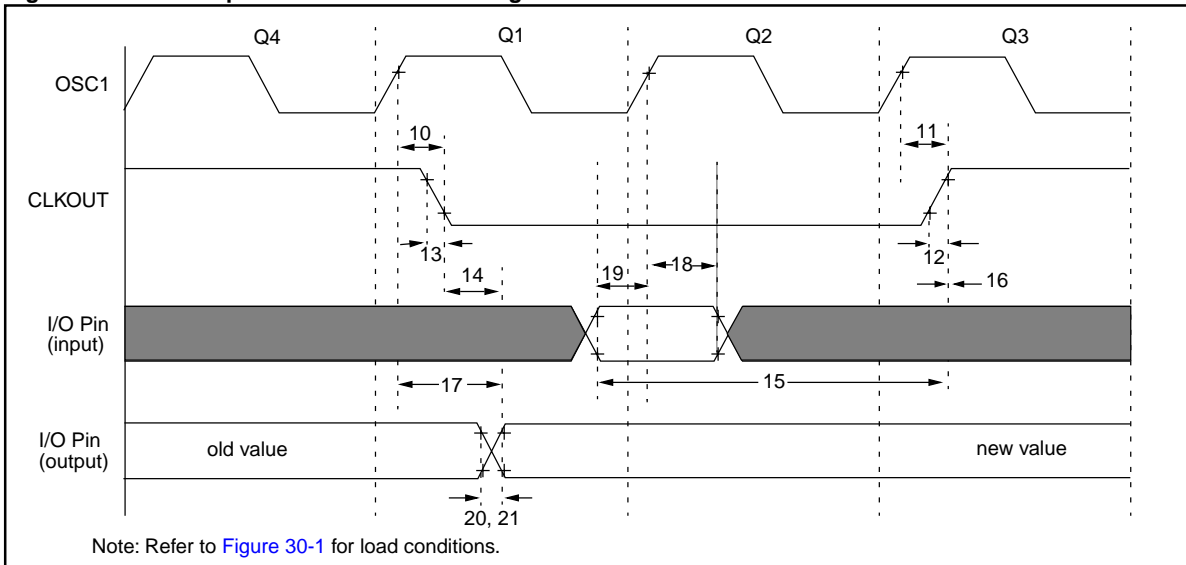 Q4 Q1 Q2 Q3
OSC1
10 11
CLKOUT
13 12
14 19 18 16
I/O Pin
(input)
17 15
I/O Pin
(output)
old value new value
20, 21
Note: Refer to Figure 30-1 for load conditions.